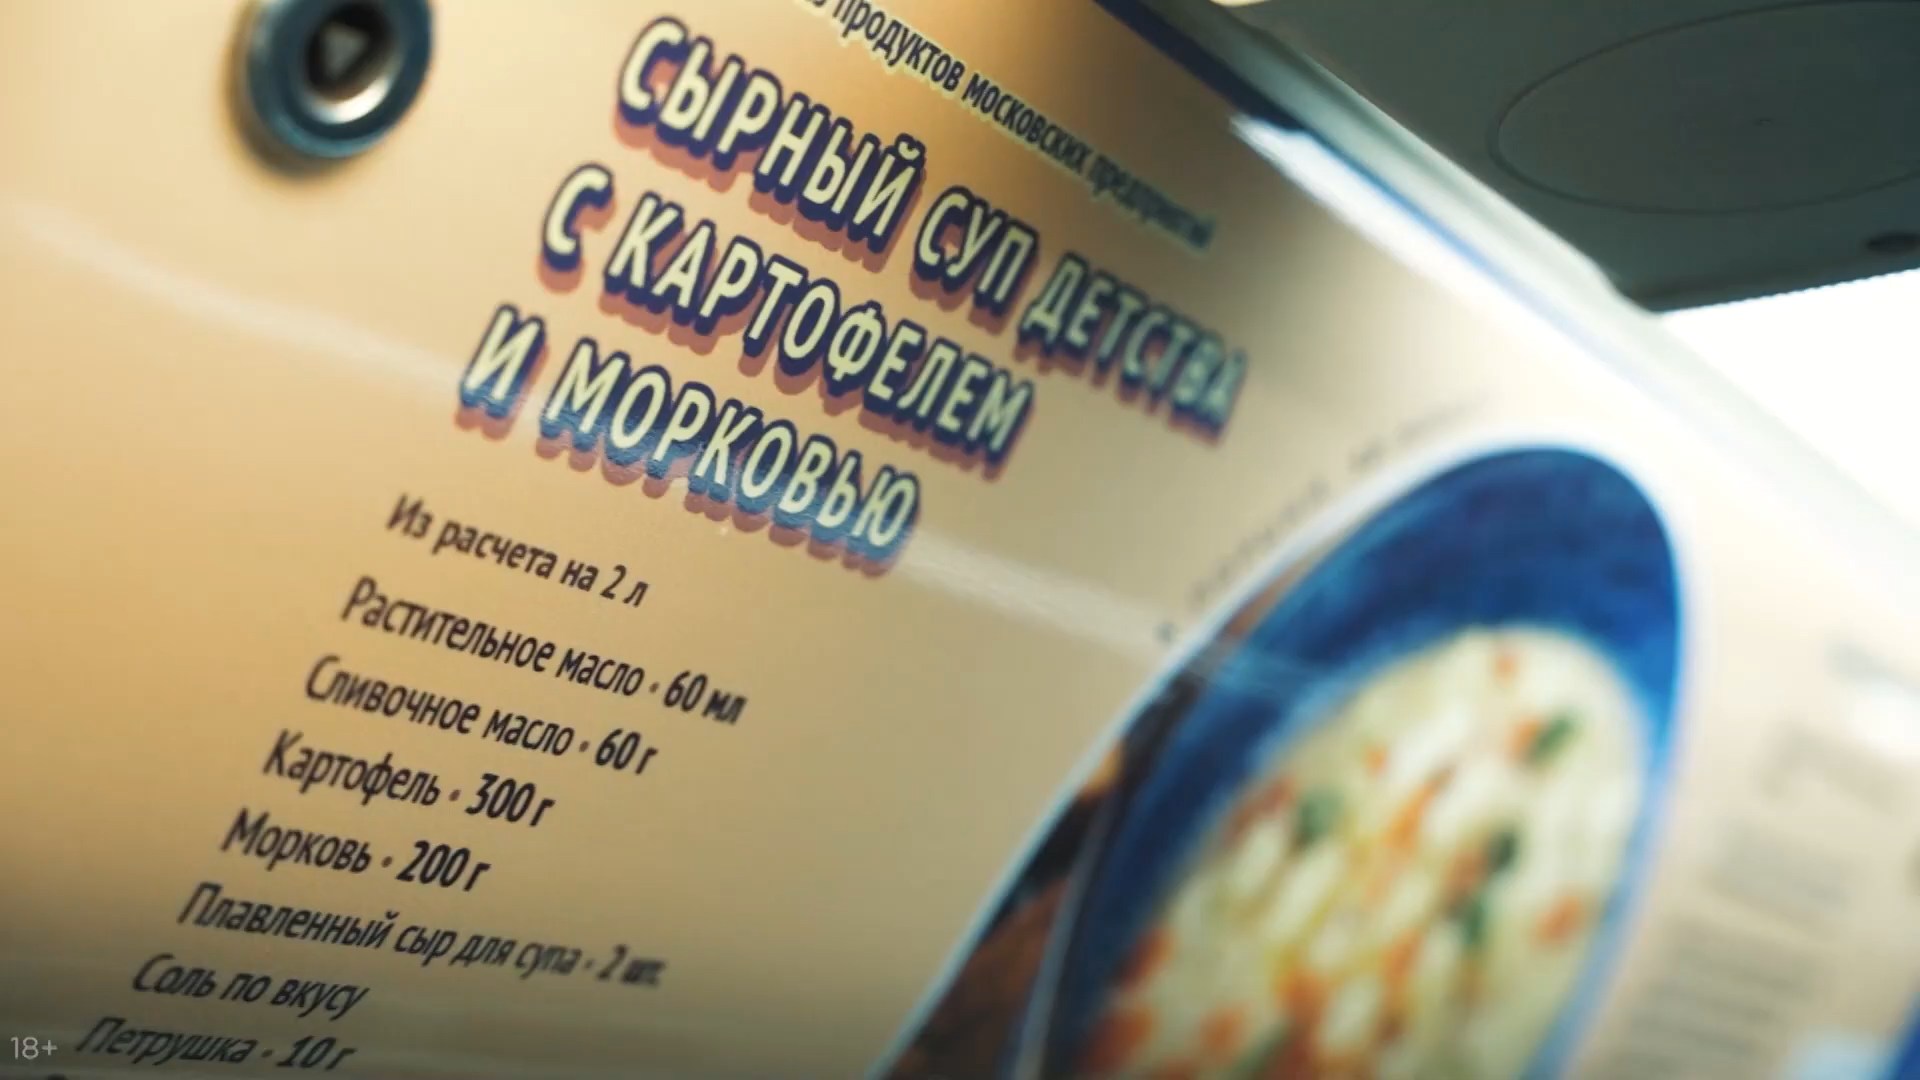 продуктов московских предприятий
СЫРНЫЙ СУП ДЕТСТВА
С КАРТОФЕЛЕМ
И МОРКОВЬЮ
Из расчета на 2 л
Растительное масло · 60 мл
Сливочное масло · 60 г
Картофель · 300 г
Морковь · 200 г
Плавленный сыр для супа · 2 шт.
Соль по вкусу
Петрушка · 10 г
18+